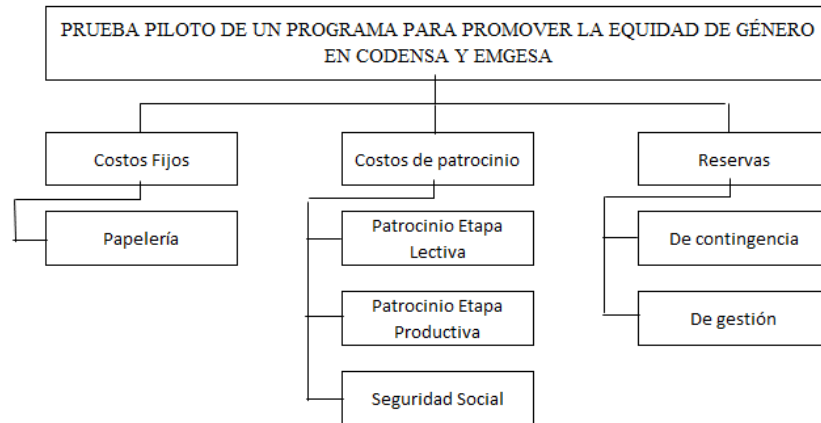 PRUEBA PILOTO DE UN PROGRAMA PARA PROMOVER LA EQUIDAD DE GÉNERO
EN CODENSA Y EMGESA
Costos Fijos
Costos de patrocinio
Reservas
Papelería
Patrocinio Etapa
Lectiva
De contingencia
Patrocinio Etapa
Productiva
De gestión
Seguridad Social